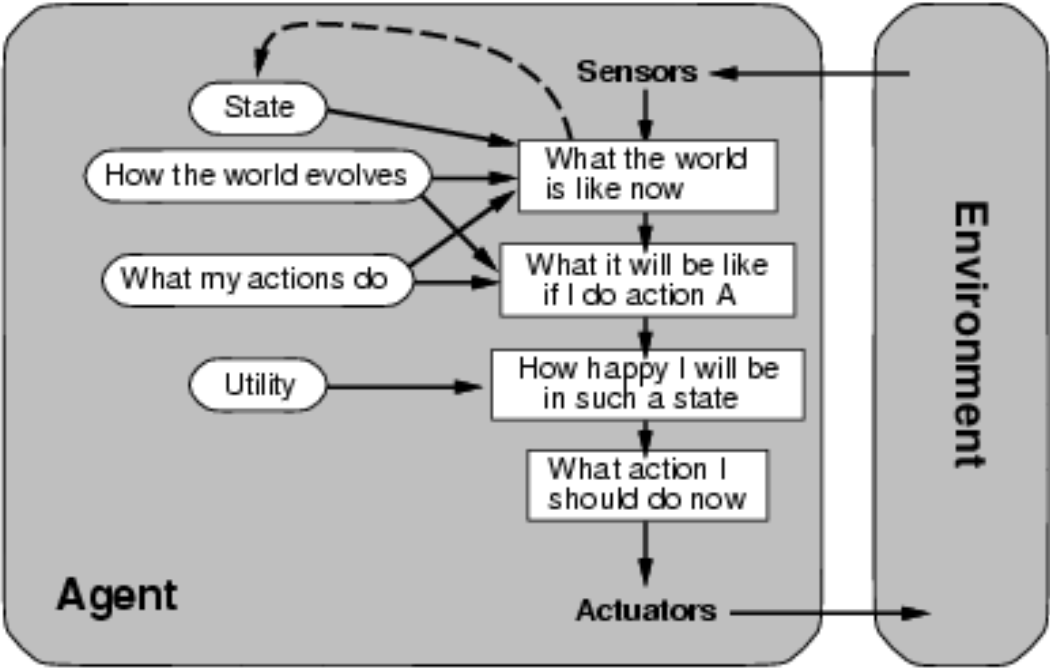 Sensors
State
What the world
is like now
How the world evolves
What it will be like
if I do action A
What my actions do
How happy I will be
in such a state
Utility
What action I
should do now
Agent
Actuators
Environment